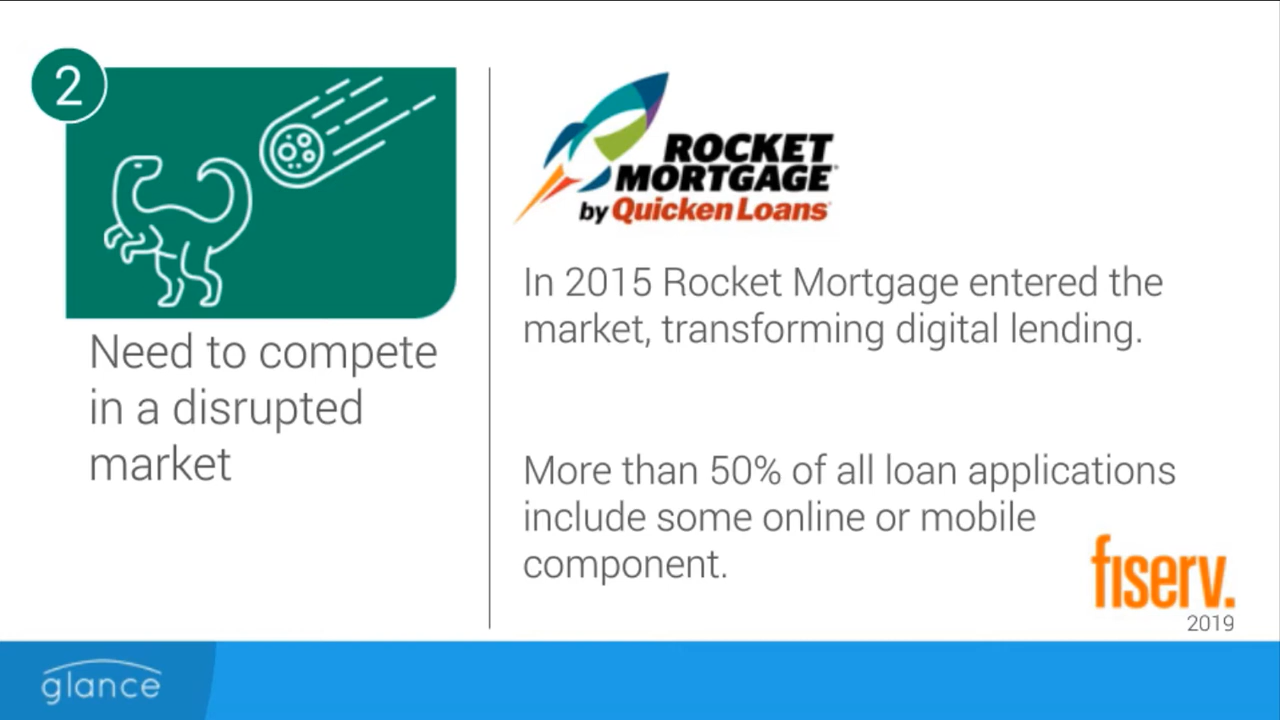 2
Need to compete
in a disrupted
market
ROCKET
MORTGAGE®
by Quicken Loans®
In 2015 Rocket Mortgage entered the
market, transforming digital lending.
More than 50% of all loan applications
include some online or mobile
component.
fiserv.
2019
glance